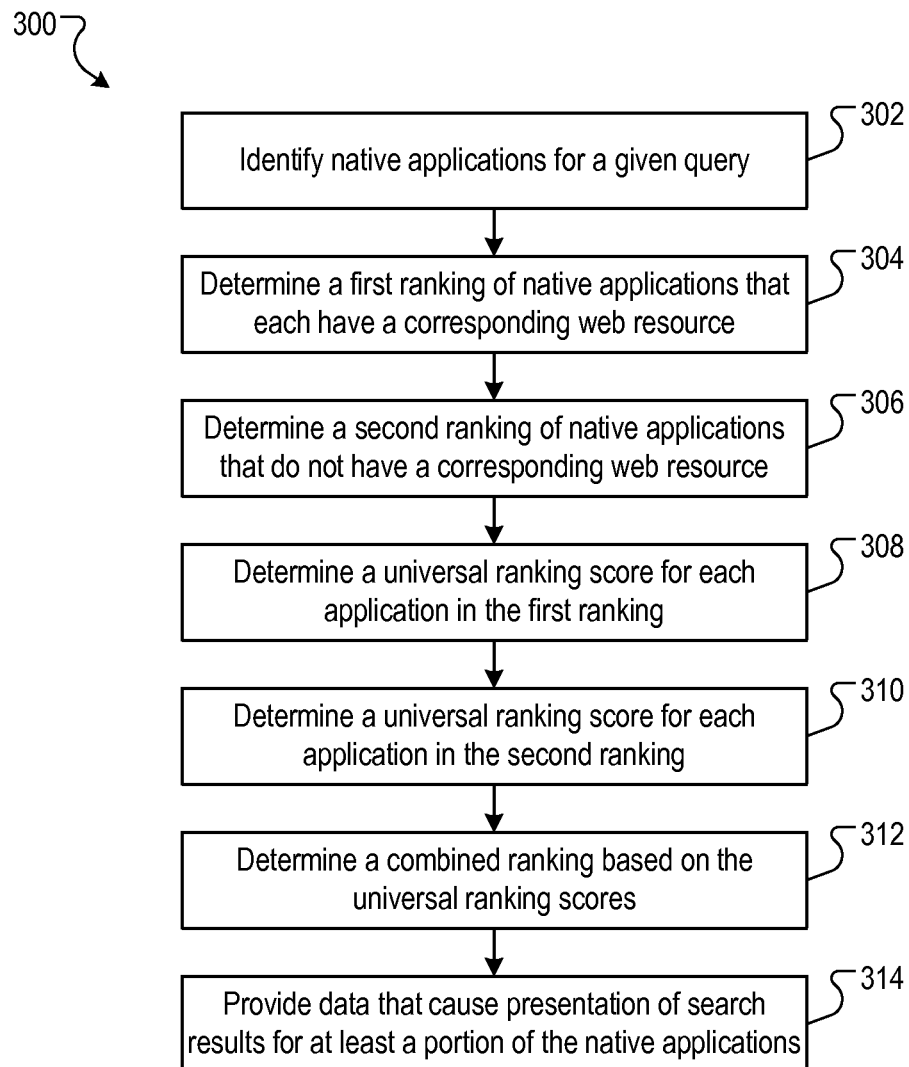 300
302
Identify native applications for a given query
304
Determine a first ranking of native applications that
each have a corresponding web resource
306
Determine a second ranking of native applications
that do not have a corresponding web resource
308
Determine a universal ranking score for each
application in the first ranking
310
Determine a universal ranking score for each
application in the second ranking
312
Determine a combined ranking based on the
universal ranking scores
314
Provide data that cause presentation of search
results for at least a portion of the native applications